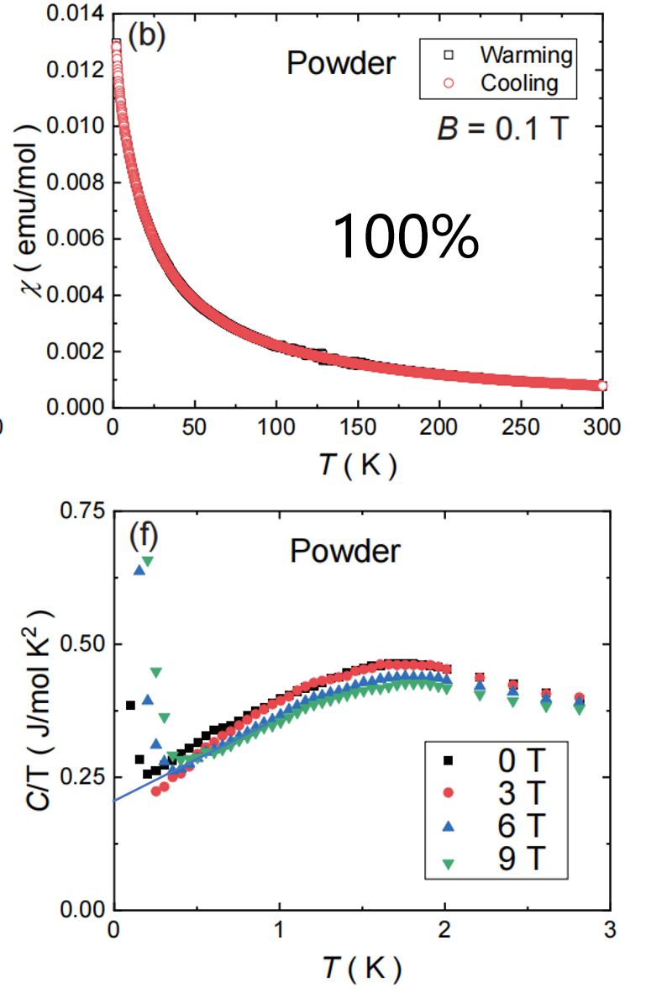 (b)
Powder
Warming
Cooling
B = 0.1 T
100%
χ ( emu/mol )
0.014
0.012
0.010
0.008
0.006
0.004
0.002
0.000
0 50 100 150 200 250 300
T ( K )
(f)
Powder
C/T ( J/mol K²)
0.75
0.50
0.25
0.00
0 T
3 T
6 T
9 T
0 1 2 3
T ( K )